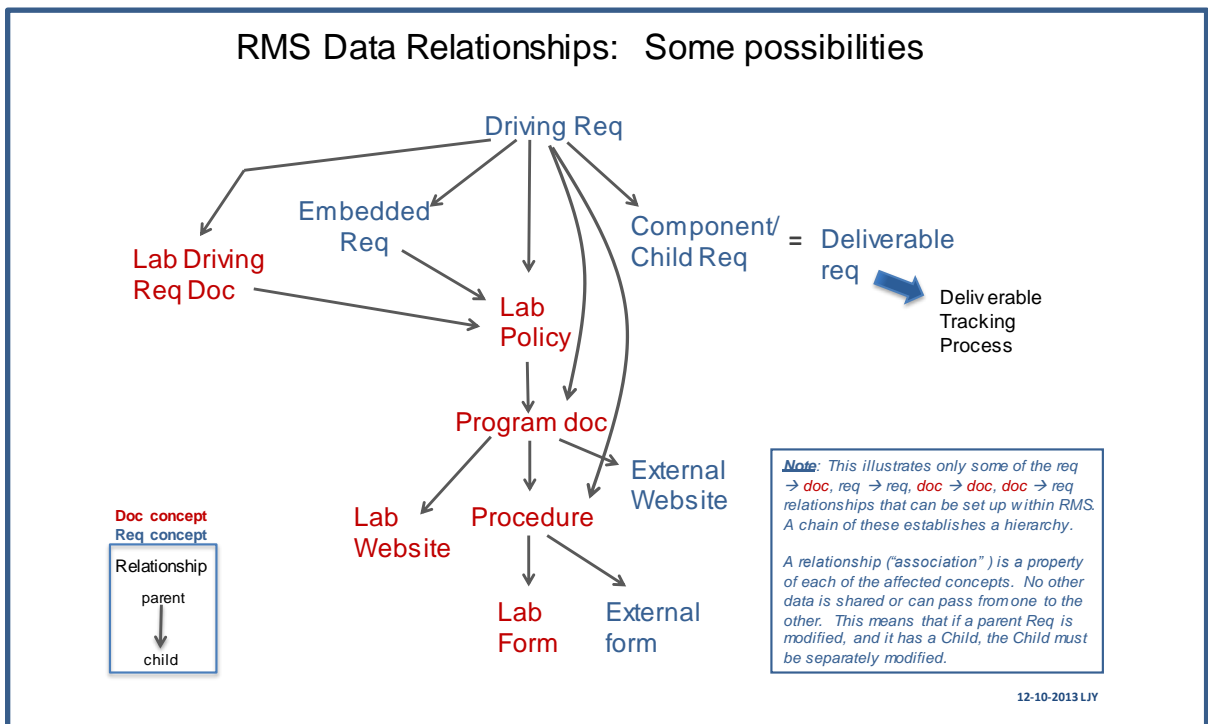 RMS Data Relationships: Some possibilities
Driving Req
Embedded
Req
Component/
Child Req
=
Deliverable
req
Lab Driving
Req Doc
Deliverable
Tracking
Process
Lab
Policy
Program doc
External
Website
Lab
Website
Procedure
Lab
Form
External
form
Doc concept
Req concept
Relationship
parent
child
Note: This illustrates only some of the req
→ doc, req → req, doc → doc, doc → req
relationships that can be set up within RMS.
A chain of these establishes a hierarchy.
A relationship (“association” ) is a property
of each of the affected concepts. No other
data is shared or can pass from one to the
other. This means that if a parent Req is
modified, and it has a Child, the Child must
be separately modified.
12-10-2013 LJY